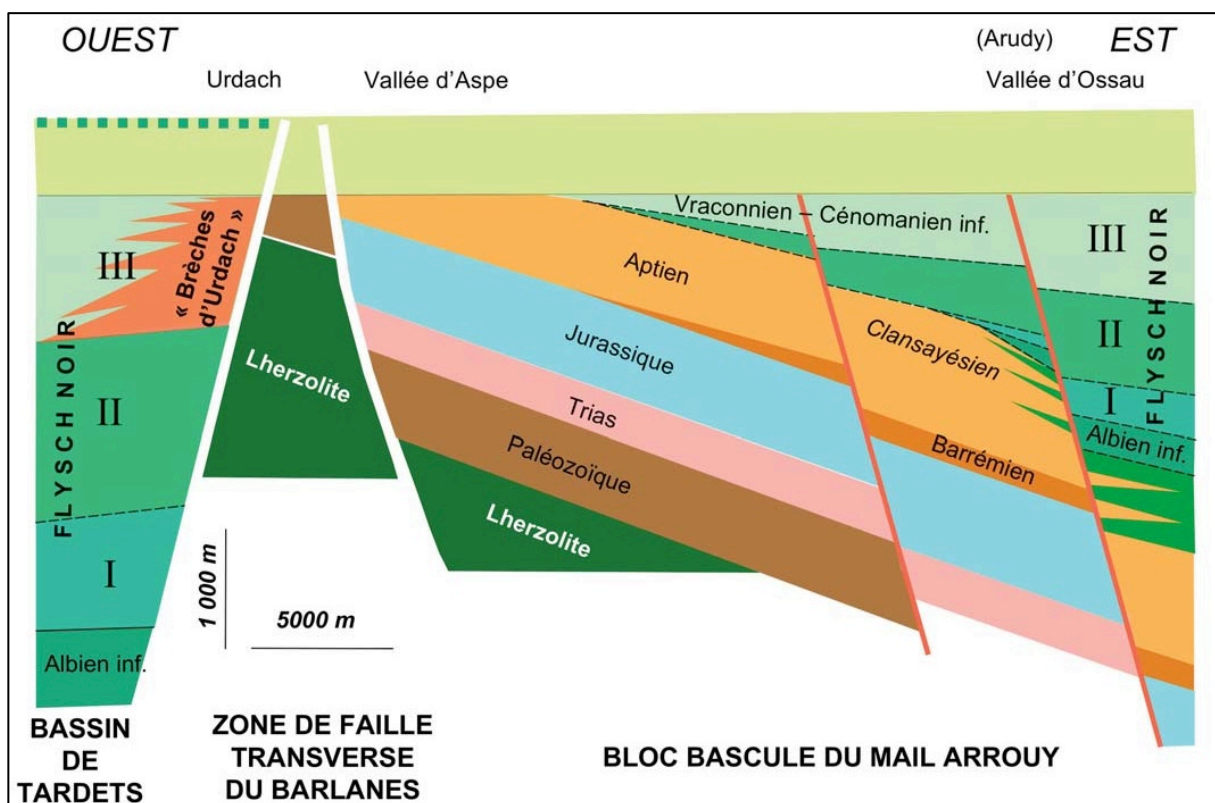 OUEST
(Arudy)
EST
Urdach
Vallée d'Aspe
Vallée d'Ossau
III
« Brèches
d'Urdach »
Vraconnien – Cénomanien inf.
III
Aptien
Lherzolite
Jurassique
Clansayésien
II
FLYSCH NOIR
II
FLYSCH NOIR
Trias
I
Barrémien
Albien inf.
Paléozoïque
Lherzolite
I
1 000 m
5000 m
Albien inf.
BASSIN
DE
TARDETS
ZONE DE FAILLE
TRANSVERSE
DU BARLANES
BLOC BASCULE DU MAIL ARROUY